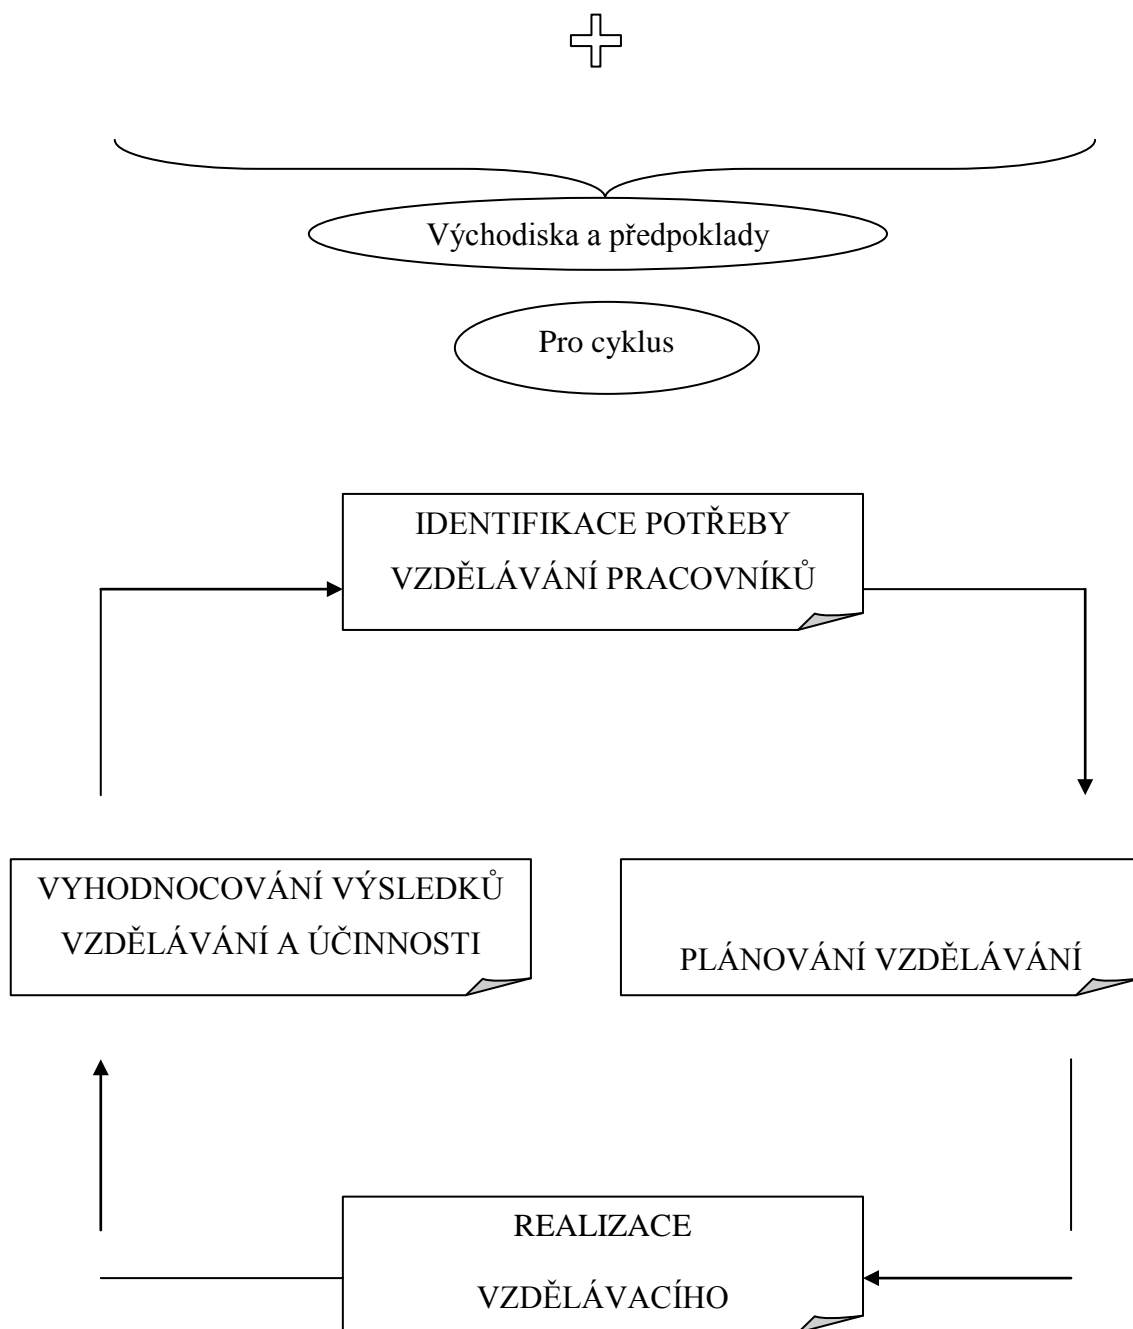 Východiska a předpoklady
Pro cyklus
IDENTIFIKACE POTŘEBY
VZDĚLÁVÁNÍ PRACOVNÍKŮ
VYHODNOCOVÁNÍ VÝSLEDKŮ
VZDĚLÁVÁNÍ A ÚČINNOSTI
PLÁNOVÁNÍ VZDĚLÁVÁNÍ
REALIZACE
VZDĚLÁVACÍHO